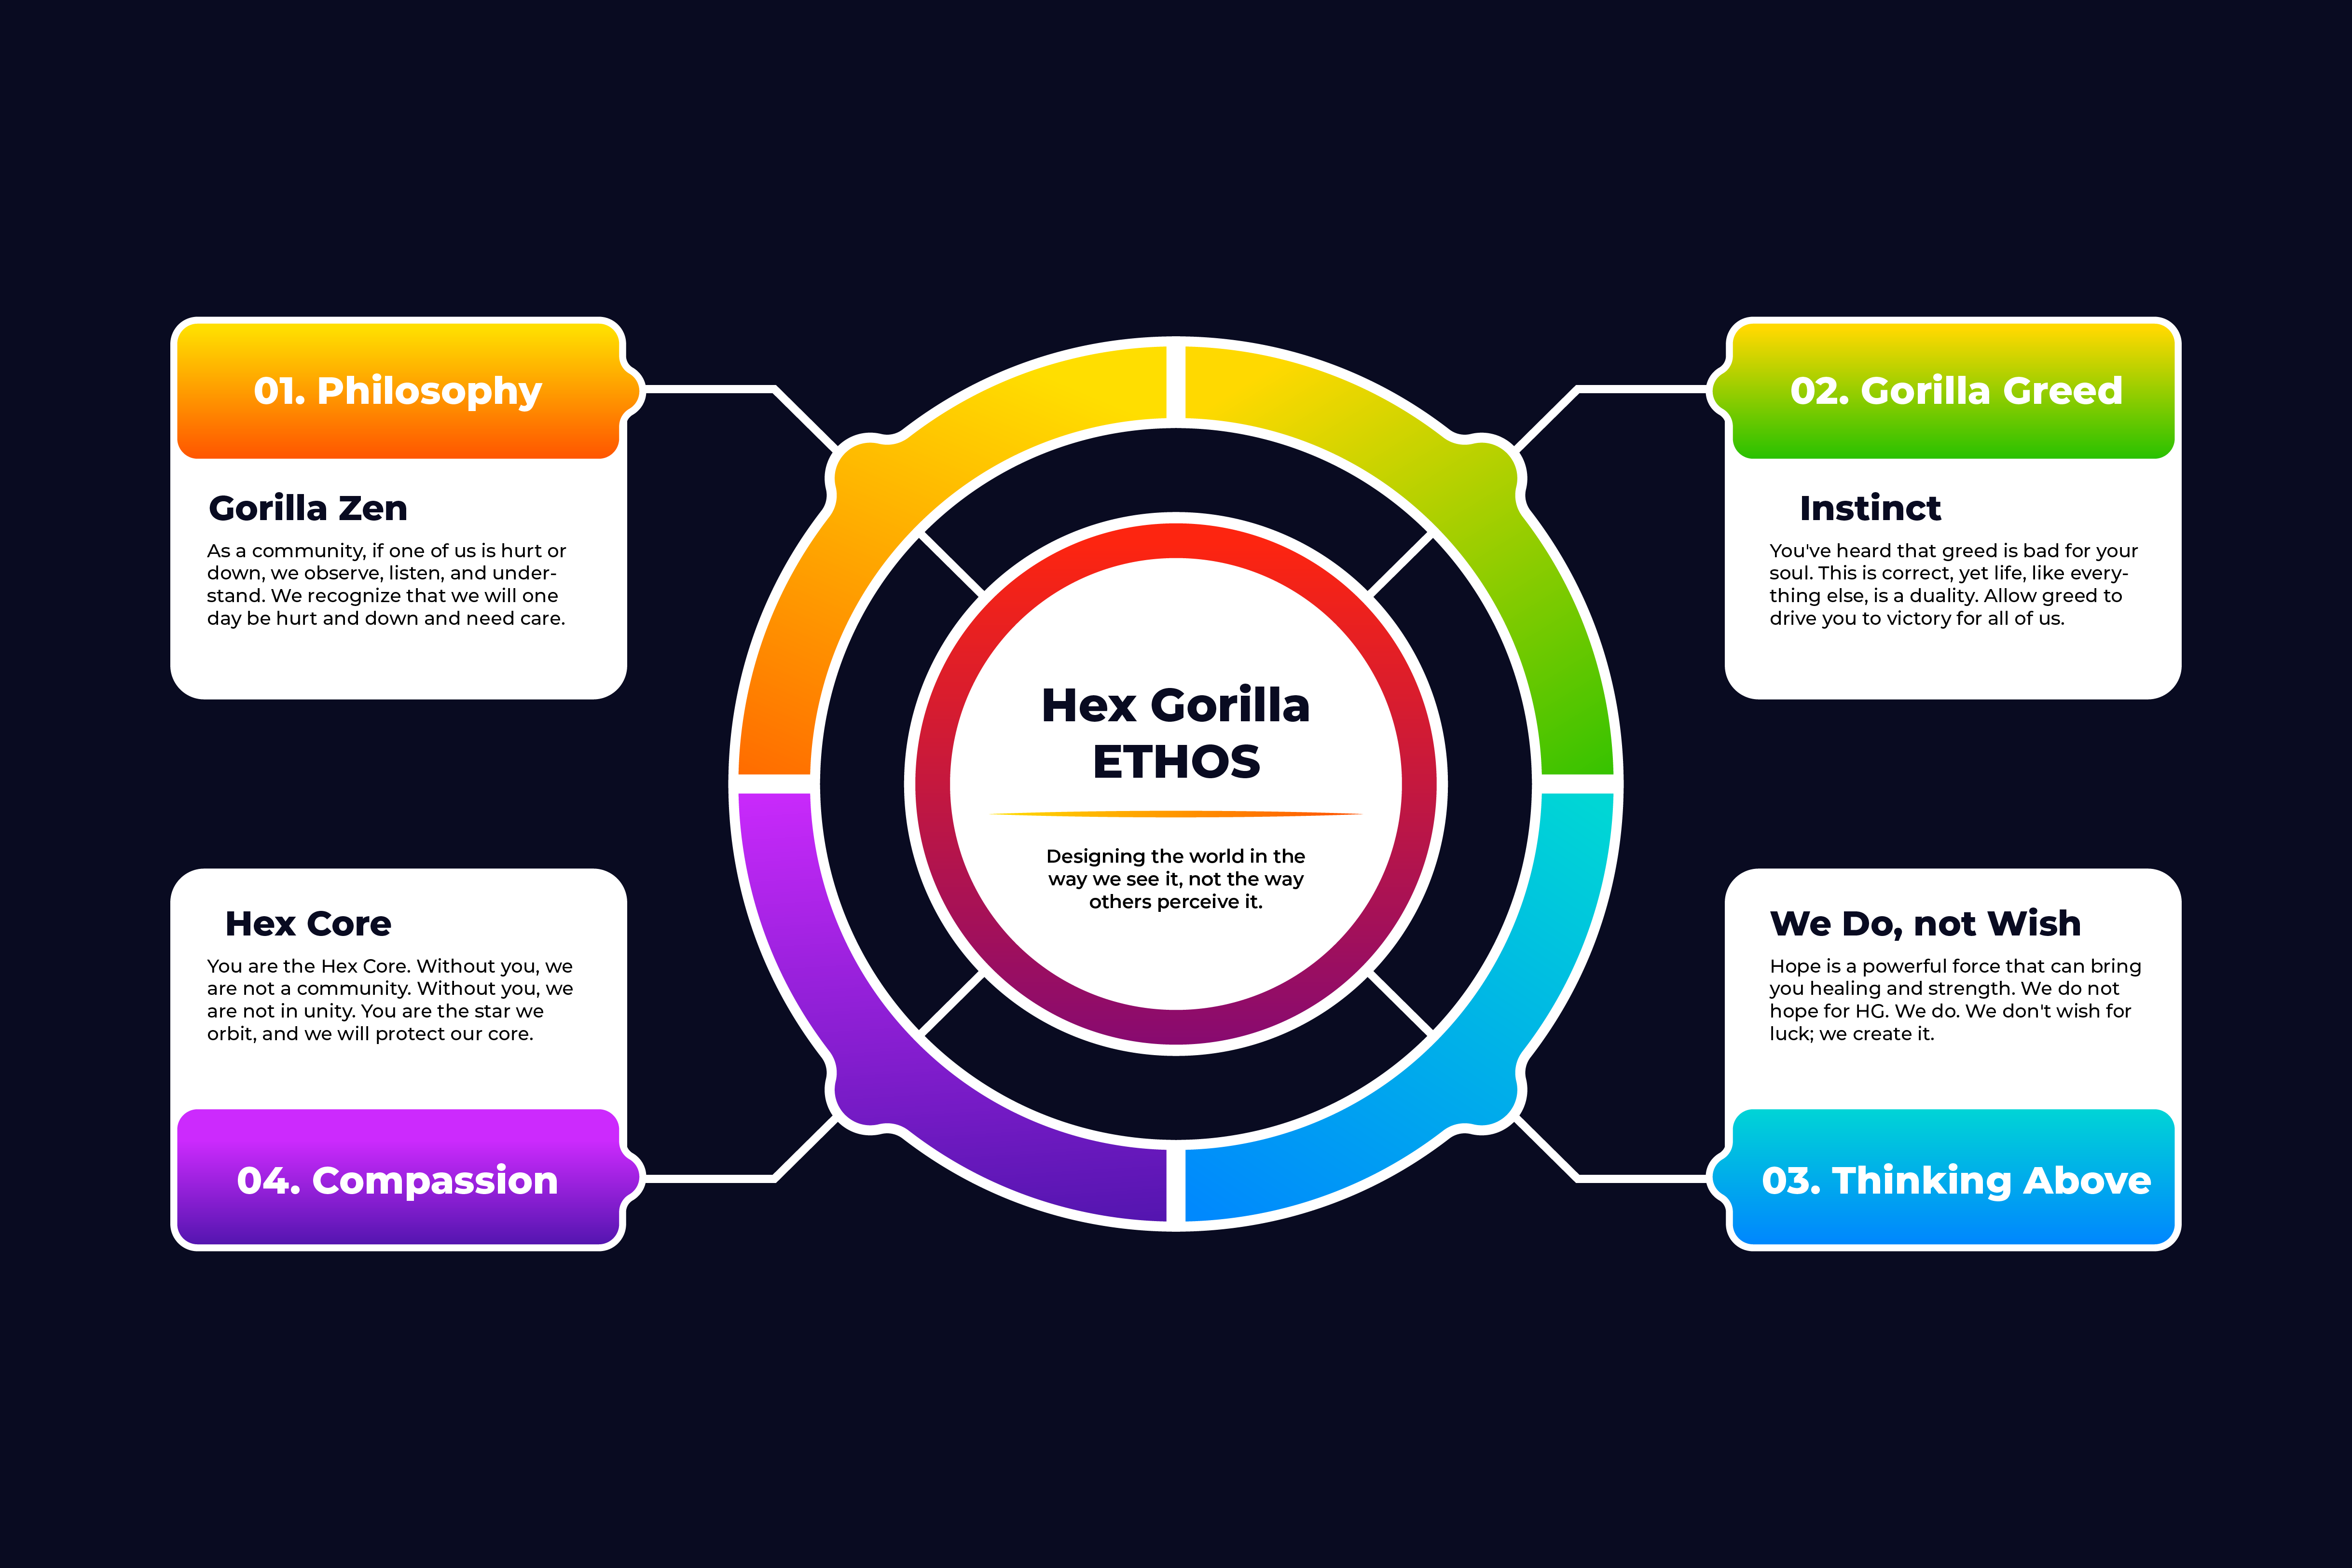 01. Philosophy
Gorilla Zen
As a community, if one of us is hurt or
down, we observe, listen, and under-
stand. We recognize that we will one
day be hurt and down and need care.
02. Gorilla Greed
Instinct
You've heard that greed is bad for your
soul. This is correct, yet life, like every-
thing else, is a duality. Allow greed to
drive you to victory for all of us.
Hex Gorilla
ETHOS
Designing the world in the
way we see it, not the way
others perceive it.
Hex Core
You are the Hex Core. Without you, we
are not a community. Without you, we
are not in unity. You are the star we
orbit, and we will protect our core.
04. Compassion
We Do, not Wish
Hope is a powerful force that can bring
you healing and strength. We do not
hope for HG. We do. We don't wish for
luck; we create it.
03. Thinking Above